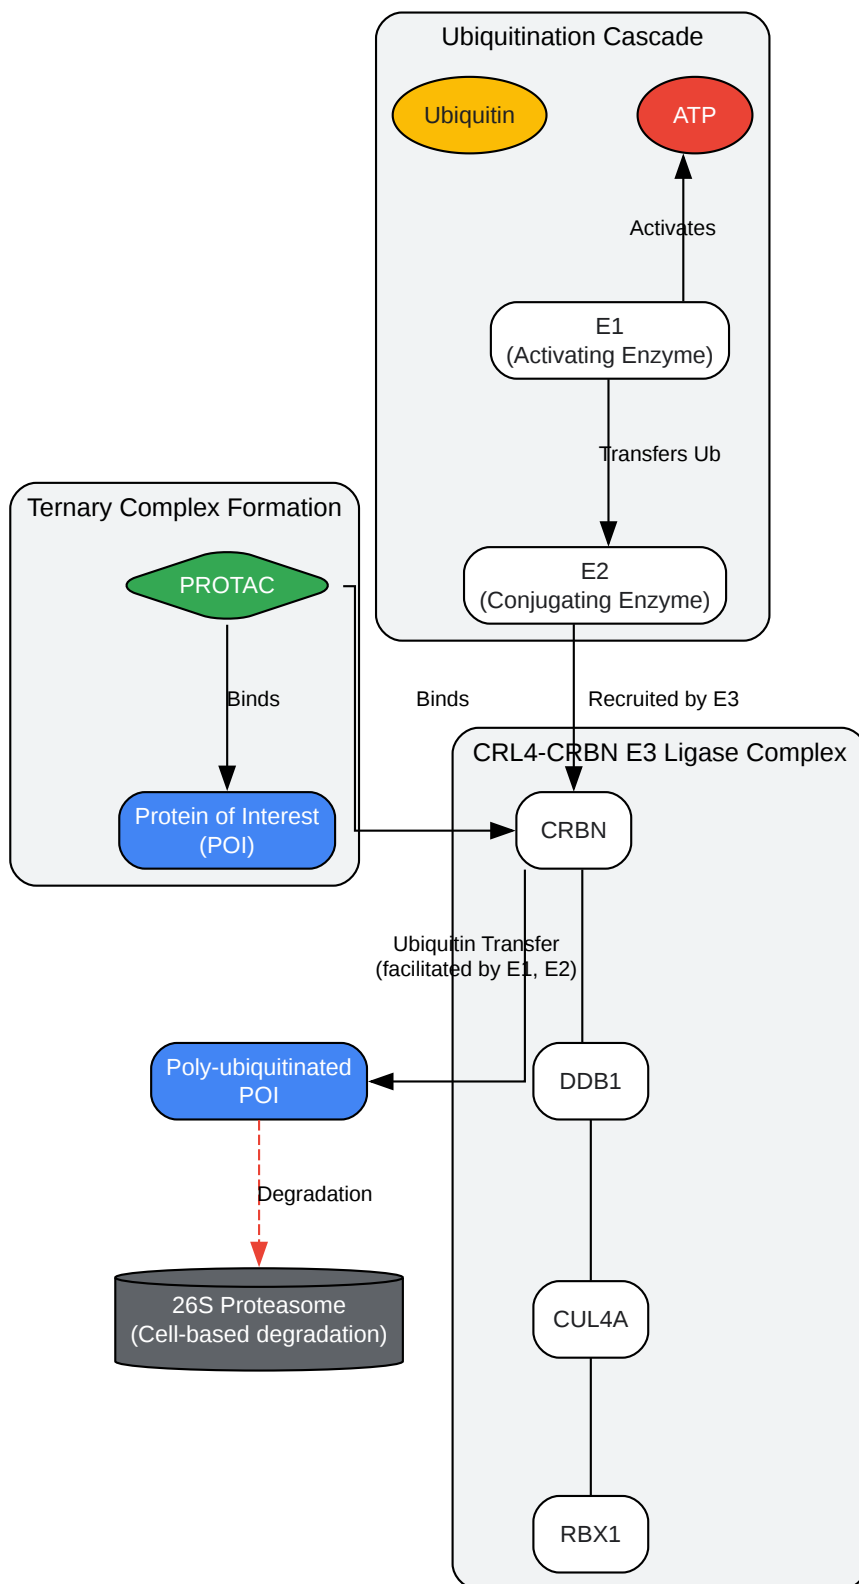 Ubiquitination Cascade
Ubiquitin
ATP
Activates
E1
(Activating Enzyme)
Transfers Ub
E2
(Conjugating Enzyme)
Ternary Complex Formation
PROTAC
Binds
Binds
Recruited by E3
Protein of Interest
(POI)
CRL4-CRBN E3 Ligase Complex
CRBN
Ubiquitin Transfer
(facilitated by E1, E2)
Poly-ubiquitinated
POI
DDB1
Degradation
26S Proteasome
(Cell-based degradation)
CUL4A
RBX1